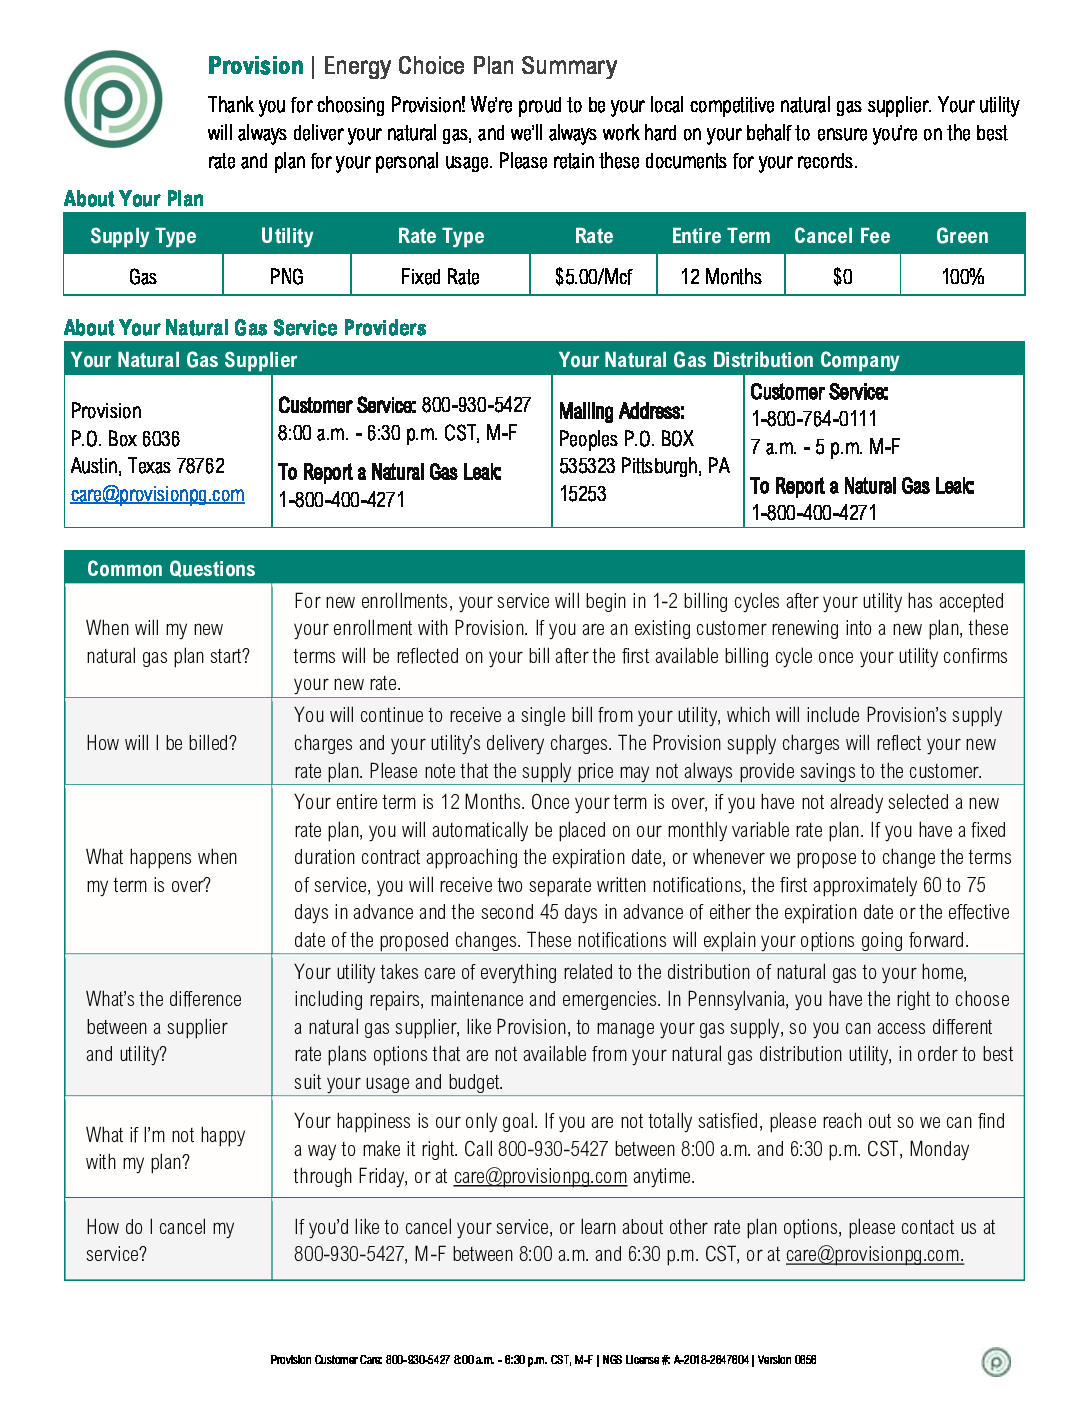 Provision | Energy Choice Plan Summary
Thank you for choosing Provision! We're proud to be your local competitive natural gas supplier. Your utility
will always deliver your natural gas, and we'll always work hard on your behalf to ensure you're on the best
rate and plan for your personal usage. Please retain these documents for your records.
About Your Plan
Supply Type Utility Rate Type Rate Entire Term Cancel Fee Green
Gas PNG Fixed Rate $5.00/Mcf 12 Months $0 100%
About Your Natural Gas Service Providers
Your Natural Gas Supplier Your Natural Gas Distribution Company
Provision
P.O. Box 6036
Austin, Texas 78762
care@provisionpg.com
Customer Service: 800-930-5427
8:00 a.m. - 6:30 p.m. CST, M-F
To Report a Natural Gas Leak:
1-800-400-4271
Mailing Address:
Peoples P.O. BOX
535323 Pittsburgh, PA
15253
Customer Service:
1-800-764-0111
7 a.m. - 5 p.m. M-F
To Report a Natural Gas Leak:
1-800-400-4271
Common Questions
When will my new
natural gas plan start?
For new enrollments, your service will begin in 1-2 billing cycles after your utility has accepted
your enrollment with Provision. If you are an existing customer renewing into a new plan, these
terms will be reflected on your bill after the first available billing cycle once your utility confirms
your new rate.
How will I be billed?
You will continue to receive a single bill from your utility, which will include Provision's supply
charges and your utility's delivery charges. The Provision supply charges will reflect your new
rate plan. Please note that the supply price may not always provide savings to the customer.
What happens when
my term is over?
Your entire term is 12 Months. Once your term is over, if you have not already selected a new
rate plan, you will automatically be placed on our monthly variable rate plan. If you have a fixed
duration contract approaching the expiration date, or whenever we propose to change the terms
of service, you will receive two separate written notifications, the first approximately 60 to 75
days in advance and the second 45 days in advance of either the expiration date or the effective
date of the proposed changes. These notifications will explain your options going forward.
What's the difference
between a supplier
and utility?
Your utility takes care of everything related to the distribution of natural gas to your home,
including repairs, maintenance and emergencies. In Pennsylvania, you have the right to choose
a natural gas supplier, like Provision, to manage your gas supply, so you can access different
rate plans options that are not available from your natural gas distribution utility, in order to best
suit your usage and budget.
What if I'm not happy
with my plan?
Your happiness is our only goal. If you are not totally satisfied, please reach out so we can find
a way to make it right. Call 800-930-5427 between 8:00 a.m. and 6:30 p.m. CST, Monday
through Friday, or at care@provisionpg.com anytime.
How do I cancel my
service?
If you'd like to cancel your service, or learn about other rate plan options, please contact us at
800-930-5427, M-F between 8:00 a.m. and 6:30 p.m. CST, or at care@provisionpg.com.
Provision Customer Care: 800-930-5427 8:00 a.m. - 6:30 p.m. CST, M-F | NGS License #: A-2018-2647604 | Version 0856